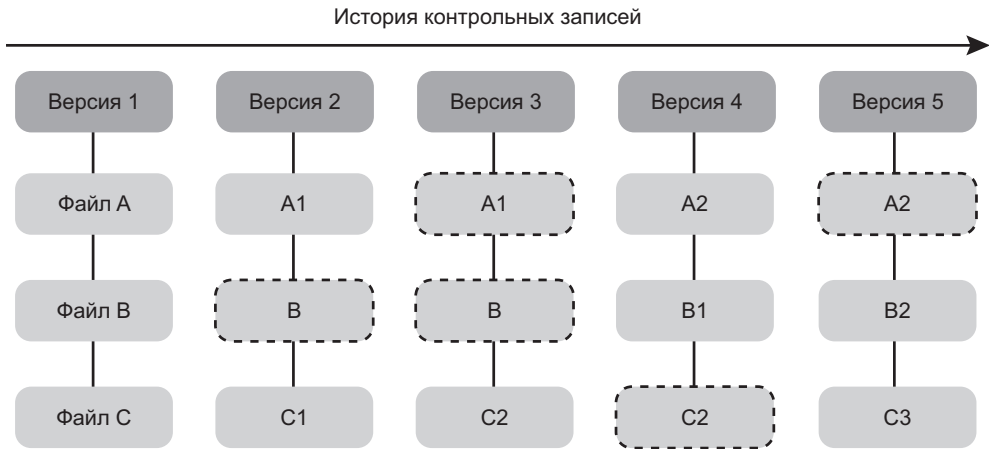 История контрольных записей
Версия 1 Версия 2 Версия 3 Версия 4 Версия 5
Файл A A1 A1 A2 A2
Файл B B B B1 B2
Файл C C1 C2 C2 C3